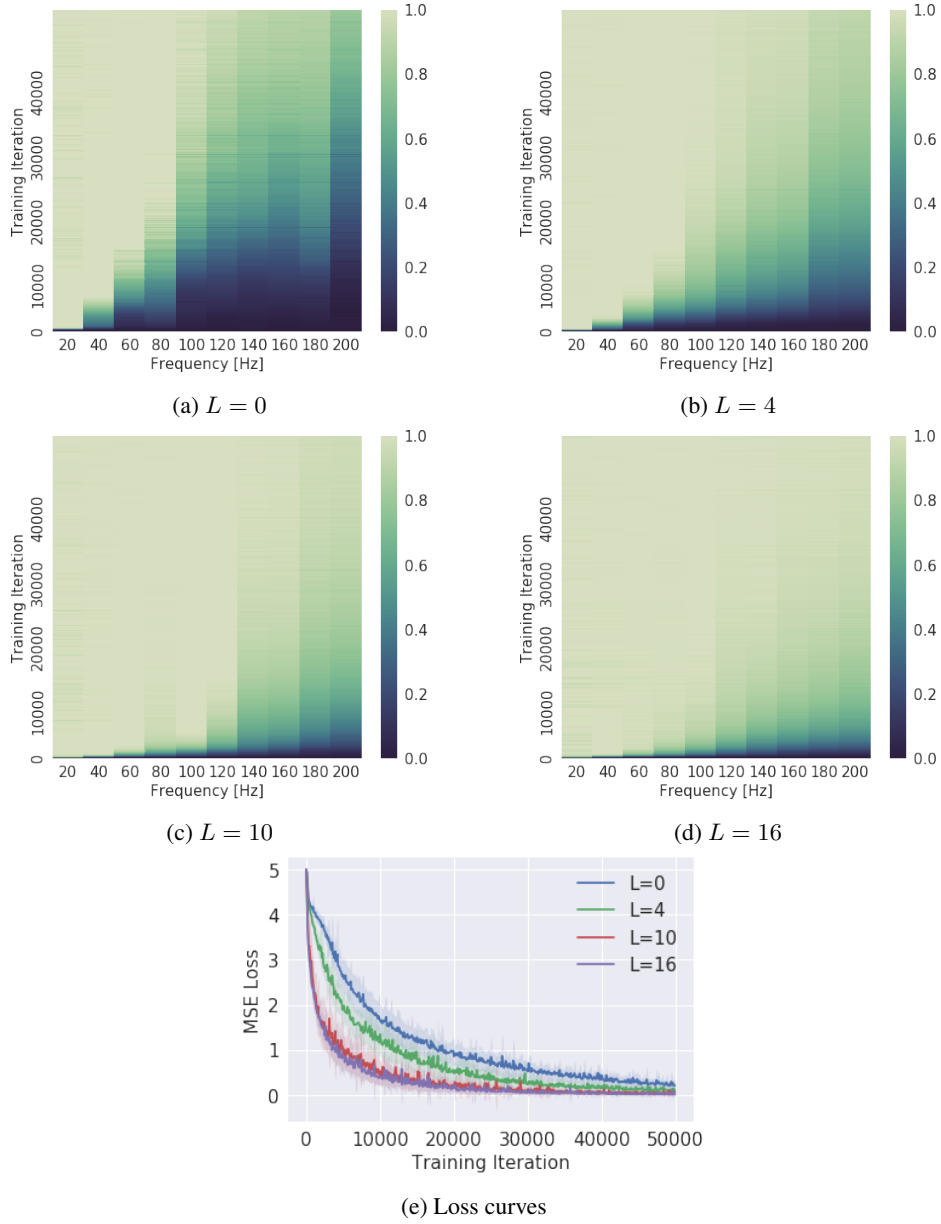 1.0
0.8
0.6
0.4
0.2
0.0
Training Iteration
40000
30000
20000
10000
0
20 40 60 80 100 120 140 160 180 200
Frequency [Hz]
(a) L = 0
1.0
0.8
0.6
0.4
0.2
0.0
Training Iteration
40000
30000
20000
10000
0
20 40 60 80 100 120 140 160 180 200
Frequency [Hz]
(b) L = 4
1.0
0.8
0.6
0.4
0.2
0.0
Training Iteration
40000
30000
20000
10000
0
20 40 60 80 100 120 140 160 180 200
Frequency [Hz]
(c) L = 10
1.0
0.8
0.6
0.4
0.2
0.0
Training Iteration
40000
30000
20000
10000
0
20 40 60 80 100 120 140 160 180 200
Frequency [Hz]
(d) L = 16
5
4
3
2
1
0
MSE Loss
L=0
L=4
L=10
L=16
0 10000 20000 30000 40000 50000
Training Iteration
(e) Loss curves